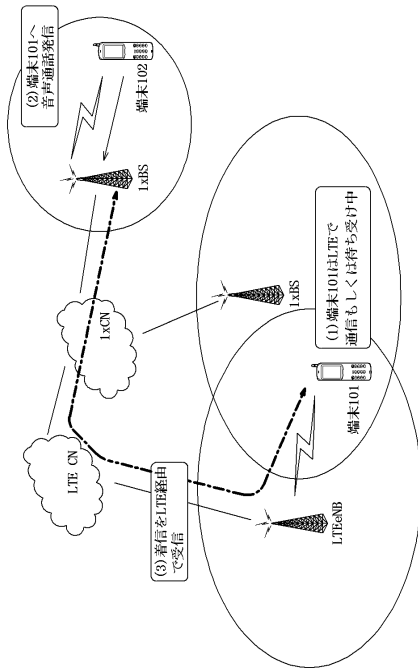 (2)端末101へ
音声通話発信
端末102
1xBS
1xCN
1xBS
LTE CN
(1)端末101はLTEで
通信もしくは待ち受け中
端末101
(3)着信をLTE経由
で受信
LTEeNB